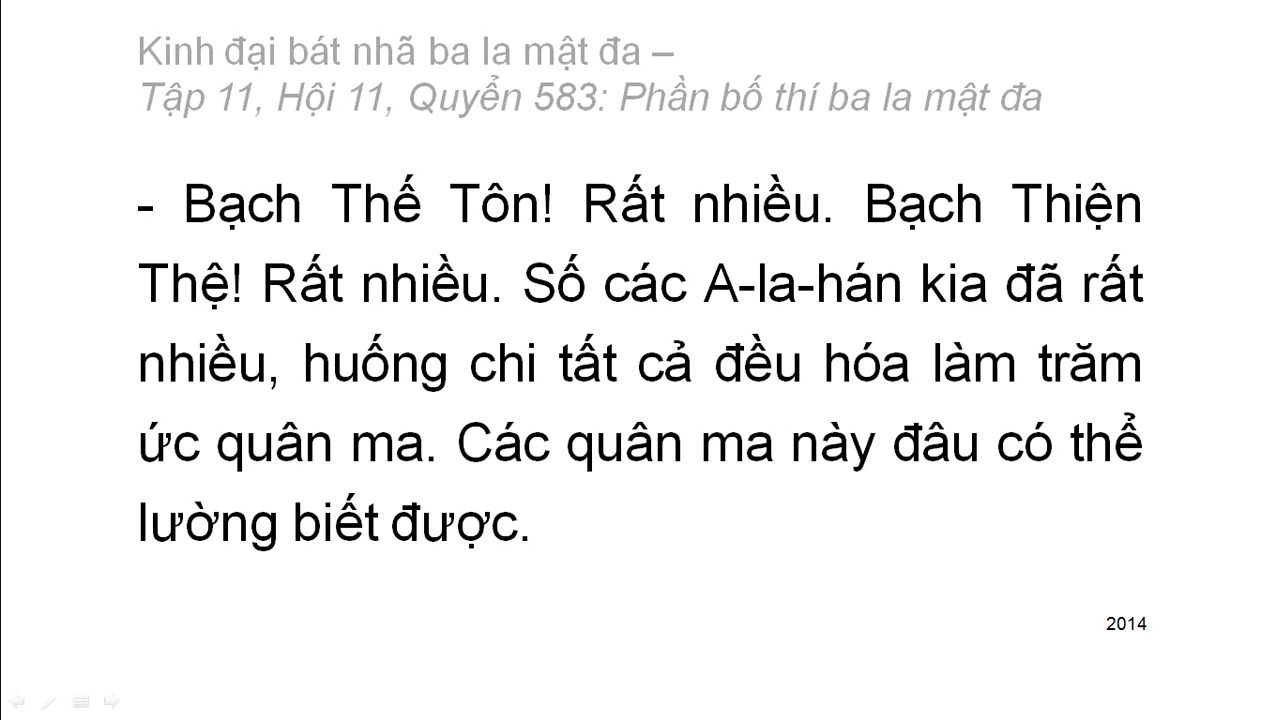 Kinh đại bát nhã ba la mật đa –
Tập 11, Hội 11, Quyển 583: Phần bố thí ba la mật đa
- Bạch Thế Tôn! Rất nhiều. Bạch Thiện
Thệ! Rất nhiều. Số các A-la-hán kia đã rất
nhiều, huống chi tất cả đều hóa làm trăm
ức quân ma. Các quân ma này đâu có thể
lường biết được.
2014